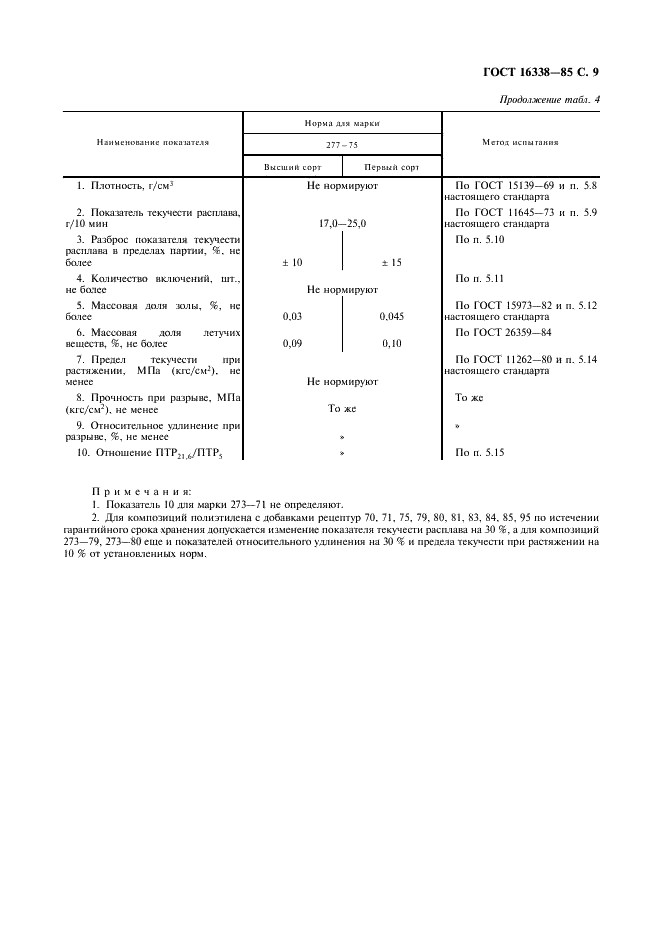 ГОСТ 16338—85 С. 9
Продолжение табл. 4
Наименование показателя
Норма для марки
Метод испытания
277—75
Высший сорт
Первый сорт
1. Плотность, г/см³
Не нормируют
По ГОСТ 15139—69 и п. 5.8
настоящего стандарта
2. Показатель текучести расплава,
г/10 мин
17,0—25,0
По ГОСТ 11645—73 и п. 5.9
настоящего стандарта
3. Разброс показателя текучести
расплава в пределах партии, %, не
более
± 10
± 15
По п. 5.10
4. Количество включений, шт.,
не более
Не нормируют
По п. 5.11
5. Массовая доля золы, %, не
более
0,03
0,045
По ГОСТ 15973—82 и п. 5.12
настоящего стандарта
6. Массовая доля летучих
веществ, %, не более
0,09
0,10
По ГОСТ 26359—84
7. Предел текучести при
растяжении, МПа (кгс/см²), не
менее
Не нормируют
По ГОСТ 11262—80 и п. 5.14
настоящего стандарта
8. Прочность при разрыве, МПа
(кгс/см²), не менее
То же
То же
9. Относительное удлинение при
разрыве, %, не менее
»
»
10. Отношение ПТР21,6/ПТР5
»
По п. 5.15
Примечания:
1. Показатель 10 для марки 273—71 не определяют.
2. Для композиций полиэтилена с добавками рецептур 70, 71, 75, 79, 80, 81, 83, 84, 85, 95 по истечении
гарантийного срока хранения допускается изменение показателя текучести расплава на 30 %, а для композиций
273—79, 273—80 еще и показателей относительного удлинения на 30 % и предела текучести при растяжении на
10 % от установленных норм.